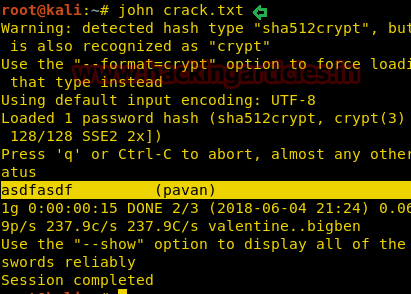 root@kali:~# john crack.txt
Warning: detected hash type "sha512crypt", but
is also recognized as "crypt"
Use the "--format=crypt" option to force loadi
that type instead
www.hackingarticles.in
Using default input encoding: UTF-8
Loaded 1 password hash (sha512crypt, crypt(3)
128/128 SSE2 2x])
Press 'q' or Ctrl-C to abort, almost any other
atus
asdfasdf (pavan)
1g 0:00:00:15 DONE 2/3 (2018-06-04 21:24) 0.06
9p/s 237.9c/s 237.9C/s valentine..bigben
Use the "--show" option to display all of the
swords reliably
Session completed